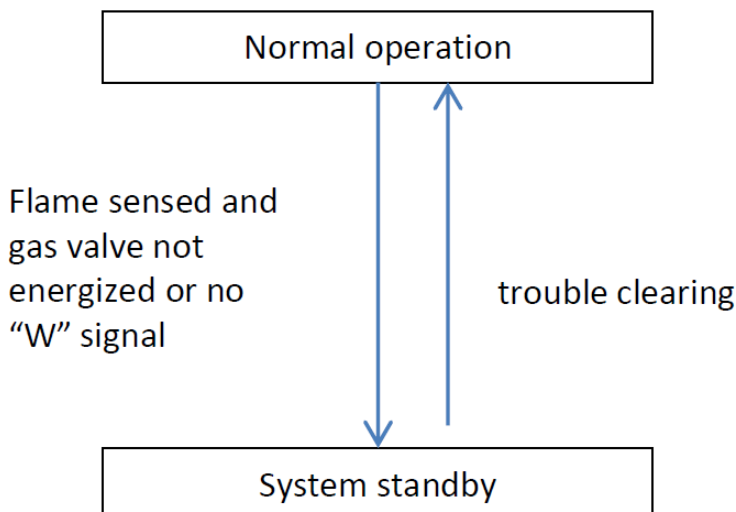 Normal operation
Flame sensed and
gas valve not
energized or no
“W” signal
trouble clearing
System standby